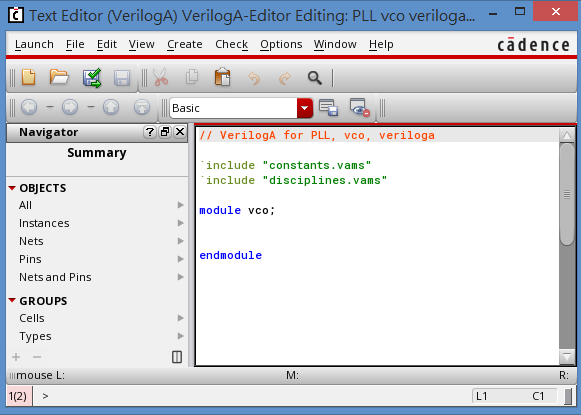 Text Editor (VerilogA) VerilogA-Editor Editing: PLL vco veriloga...
Launch File Edit View Create Check Options Window Help cādence
Basic
Navigator
Summary
OBJECTS
All
Instances
Nets
Pins
Nets and Pins
GROUPS
Cells
Types
// VerilogA for PLL, vco, veriloga
`include "constants.vams"
`include "disciplines.vams"
module vco;
endmodule
mouse L: M: R:
1(2) > L1 C1